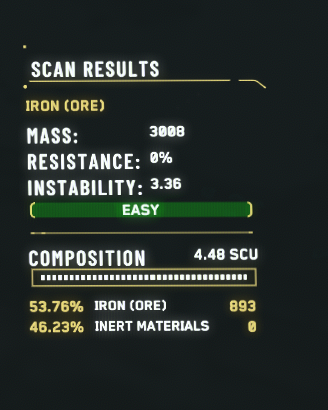 SCAN RESULTS
IRON (ORE)
MASS: 3008
RESISTANCE: 0%
INSTABILITY: 3.36
EASY
COMPOSITION 4.48 SCU
53.76% IRON (ORE) 893
46.23% INERT MATERIALS 0